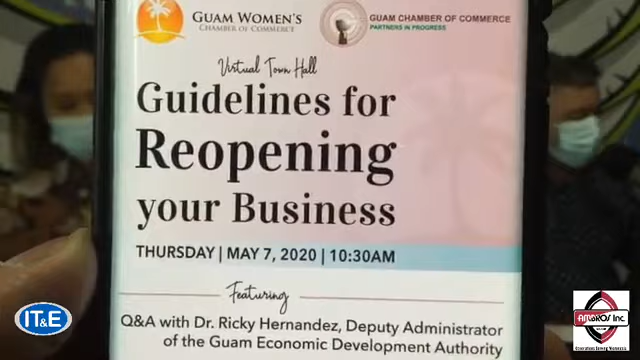 GUAM WOMEN'S
CHAMBER OF COMMERCE
GUAM CHAMBER OF COMMERCE
PARTNERS IN PROGRESS
Virtual Town Hall
Guidelines for
Reopening
your Business
THURSDAY | MAY 7, 2020 | 10:30AM
Featuring
Q&A with Dr. Ricky Hernandez, Deputy Administrator
of the Guam Economic Development Authority
IT&E
AMBROS Inc.